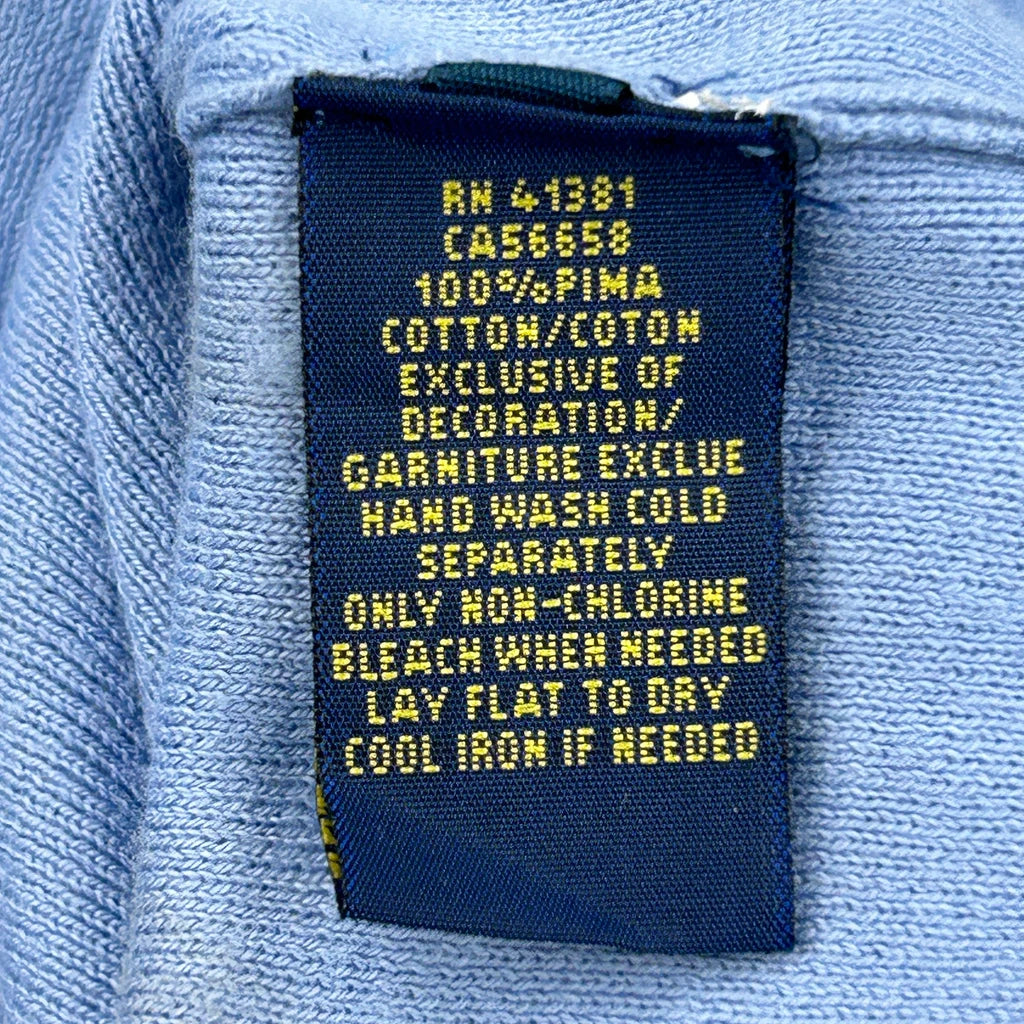 RN 41381
CA56658
100%PIMA
COTTON/COTON
EXCLUSIVE OF
DECORATION/
GARNITURE EXCLUE
HAND WASH COLD
SEPARATELY
ONLY NON-CHLORINE
BLEACH WHEN NEEDED
LAY FLAT TO DRY
COOL IRON IF NEEDED